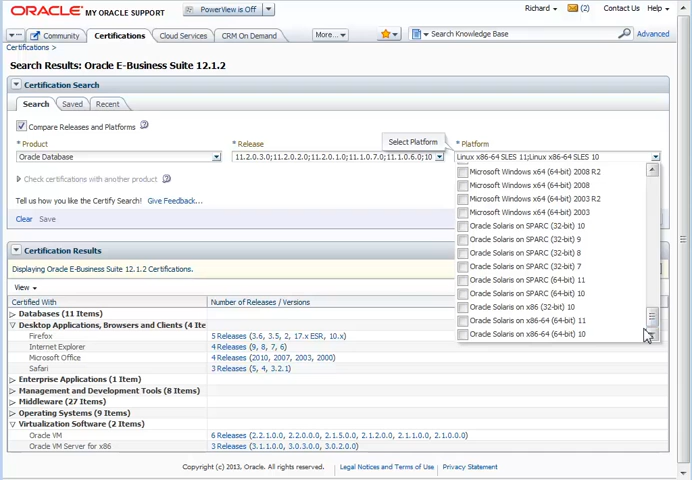 ORACLE MY ORACLE SUPPORT PowerView is Off Richard (2) Contact Us Help
Community Certifications Cloud Services CRM On Demand More... Search Knowledge Base Advanced
Certifications >
Search Results: Oracle E-Business Suite 12.1.2
Certification Search
Search Saved Recent
Compare Releases and Platforms
Select Platform
* Product * Release * Platform
Oracle Database 11.2.0.3.0;11.2.0.2.0;11.2.0.1.0;11.1.0.7.0;11.1.0.6.0;10 Linux x86-64 SLES 11;Linux x86-64 SLES 10
Microsoft Windows x64 (64-bit) 2008 R2
Check certifications with another product
Microsoft Windows x64 (64-bit) 2008
Microsoft Windows x64 (64-bit) 2003 R2
Tell us how you like the Certify Search! Give Feedback...
Microsoft Windows x64 (64-bit) 2003
Clear Save
Oracle Solaris on SPARC (32-bit) 10
Oracle Solaris on SPARC (32-bit) 9
Oracle Solaris on SPARC (32-bit) 8
Oracle Solaris on SPARC (32-bit) 7
Oracle Solaris on SPARC (64-bit) 11
Oracle Solaris on SPARC (64-bit) 10
Oracle Solaris on x86 (32-bit) 10
Oracle Solaris on x86-64 (64-bit) 11
Oracle Solaris on x86-64 (64-bit) 10
Certification Results
Displaying Oracle E-Business Suite 12.1.2 Certifications.
View
Certified With Number of Releases / Versions
Databases (11 Items)
Desktop Applications, Browsers and Clients (4 Ite
Firefox 5 Releases (3.6, 3.5, 2, 17.x ESR, 10.x)
Internet Explorer 4 Releases (9, 8, 7, 6)
Microsoft Office 4 Releases (2010, 2007, 2003, 2000)
Safari 3 Releases (5, 4, 3.2.1)
Enterprise Applications (1 Item)
Management and Development Tools (8 Items)
Middleware (27 Items)
Operating Systems (9 Items)
Virtualization Software (2 Items)
Oracle VM 6 Releases (2.2.1.0.0, 2.2.0.0.0, 2.1.5.0.0, 2.1.2.0.0, 2.1.1.0.0, 2.1.0.0.0)
Oracle VM Server for x86 3 Releases (3.1.1.0.0, 3.0.3.0.0, 3.0.2.0.0)
Copyright (c) 2013, Oracle. All rights reserved. Legal Notices and Terms of Use Privacy Statement